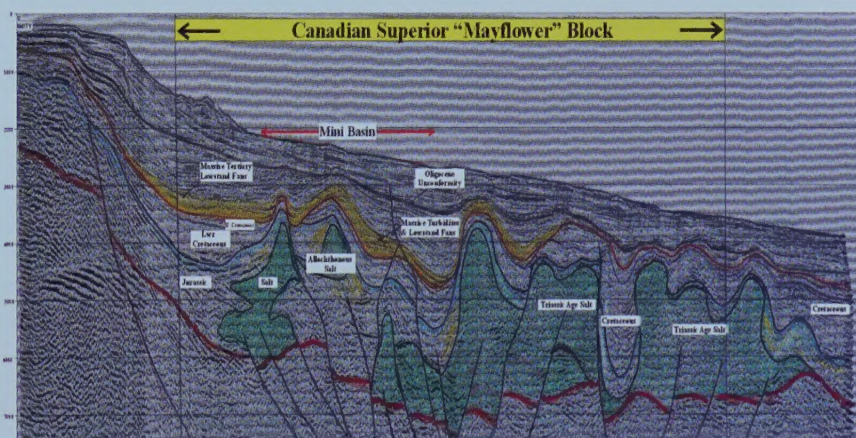 Canadian Superior “Mayflower” Block
Mini Basin
Massive Tertiary
Lowstand Fans
Oligocene
Unconformity
Lwr
Cretaceous
Massive Turbidites
& Lowstand Fans
Allochthonous
Salt
Jurassic
Salt
Triassic Age Salt
Cretaceous
Triassic Age Salt
Cretaceous